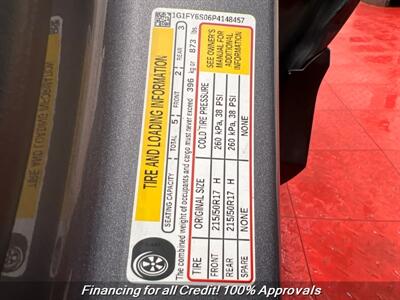 1G1FY6S06P4148457
TIRE AND LOADING INFORMATION
SEATING CAPACITY TOTAL 5 FRONT 2 REAR 3
The combined weight of occupants and cargo must never exceed 396 kg or 873 lbs.
TIRE ORIGINAL SIZE COLD TIRE PRESSURE
FRONT 215/50R17 H 260 kPa, 38 PSI
REAR 215/50R17 H 260 kPa, 38 PSI
SPARE NONE NONE
SEE OWNER'S
MANUAL FOR
ADDITIONAL
INFORMATION
Financing for all Credit! 100% Approvals